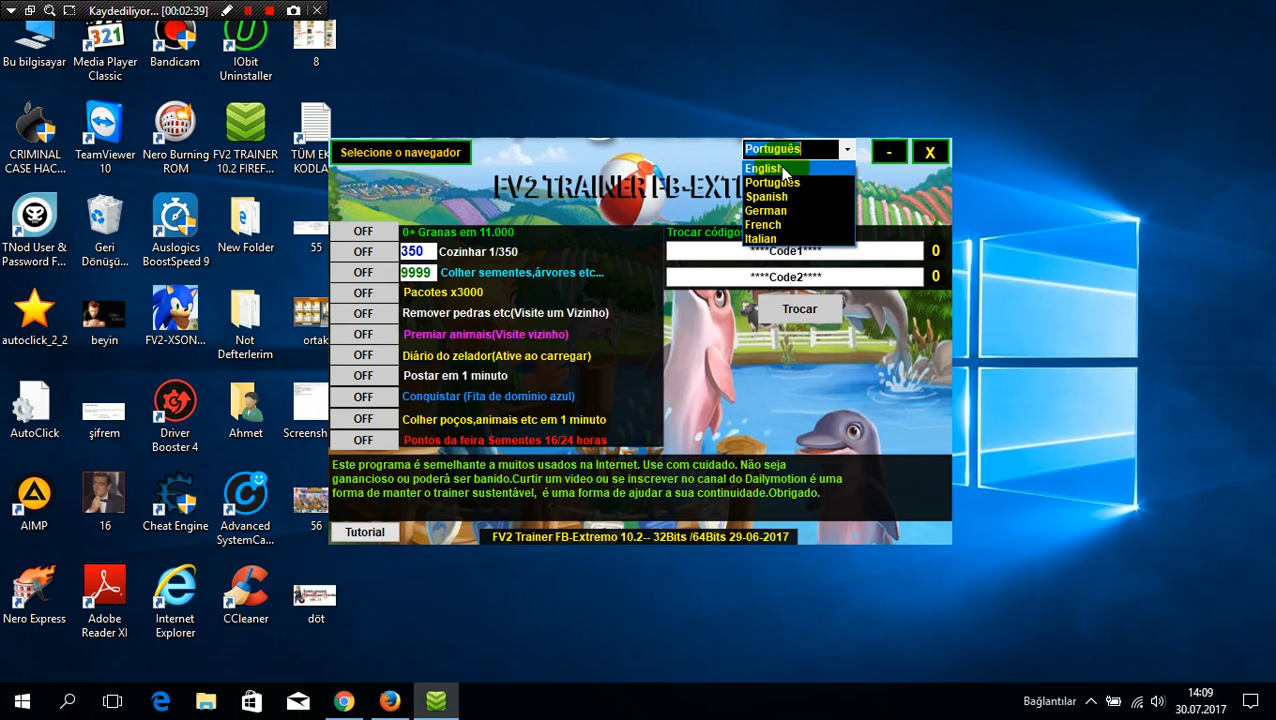 Kaydediliyor... [00:02:39]
Bu bilgisayar
321
Media Player
Classic
Bandicam
IObit
Uninstaller
8
CRIMINAL
CASE HAC...
TeamViewer
10
Nero Burning
ROM
FV2 TRAINER
10.2 FIREF...
TÜM EK
KODLA
TNod Use &
Password F...
Geri
Dönüşü...
Auslogics
BoostSpeed 9
New Folder
55
autoclick_2_2
beyin
FV2-XSON...
Not
Defterlerim
ortak
AutoClick
şifrem
Driver
Booster 4
Ahmet
Screensh
AIMP
16
Cheat Engine
Advanced
SystemCa...
56
Nero Express
Adobe
Reader XI
Internet
Explorer
CCleaner
döt
Selecione o navegador
Português
-
X
English
Português
Spanish
German
French
Italian
FV2 TRAINER FB-EXT
OFF 0+ Granas em 11.000
OFF 350 Cozinhar 1/350
OFF 9999 Colher sementes,árvores etc...
OFF Pacotes x3000
OFF Remover pedras etc(Visite um Vizinho)
OFF Premiar animais(Visite vizinho)
OFF Diário do zelador(Ative ao carregar)
OFF Postar em 1 minuto
OFF Conquistar (Fita de domínio azul)
OFF Colher poços,animais etc em 1 minuto
OFF Pontos da feira Sementes 16/24 horas
Trocar códigos
****Code1**** 0
****Code2**** 0
Trocar
Este programa é semelhante a muitos usados na Internet. Use com cuidado. Não seja
ganancioso ou poderá ser banido.Curtir um video ou se inscrever no canal do Dailymotion é uma
forma de manter o trainer sustentável, é uma forma de ajudar a sua continuidade.Obrigado.
Tutorial
FV2 Trainer FB-Extremo 10.2-- 32Bits /64Bits 29-06-2017
Bağlantılar
14:09
30.07.2017